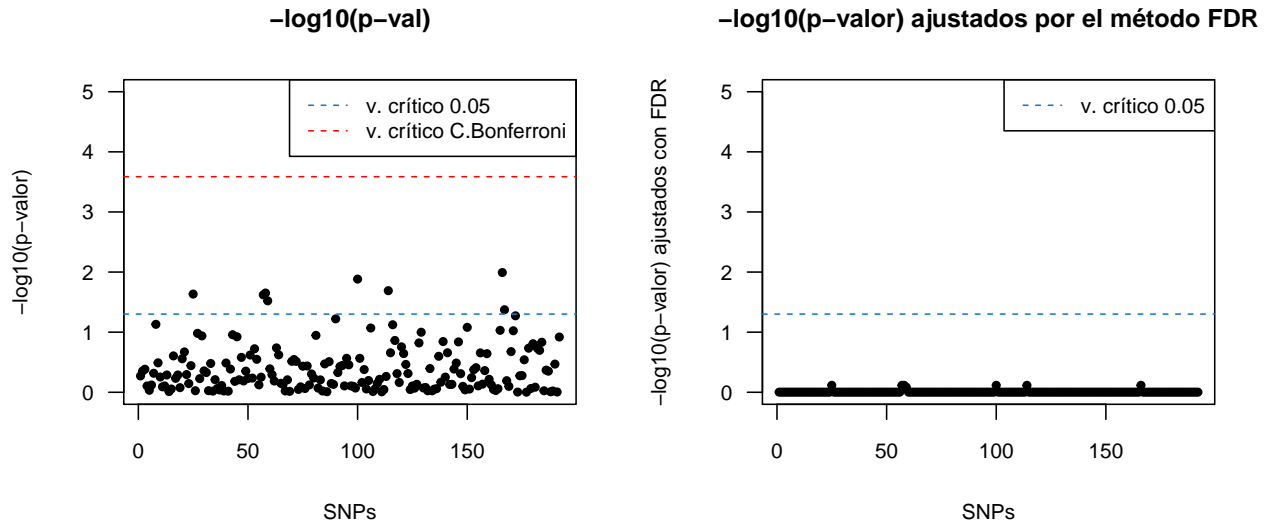 −log10(p−val)
−log10(p−valor)
5
4
3
2
1
0
v. crítico 0.05
v. crítico C.Bonferroni
0
50
100
150
SNPs
−log10(p−valor) ajustados por el método FDR
−log10(p−valor) ajustados con FDR
5
4
3
2
1
0
v. crítico 0.05
0
50
100
150
SNPs